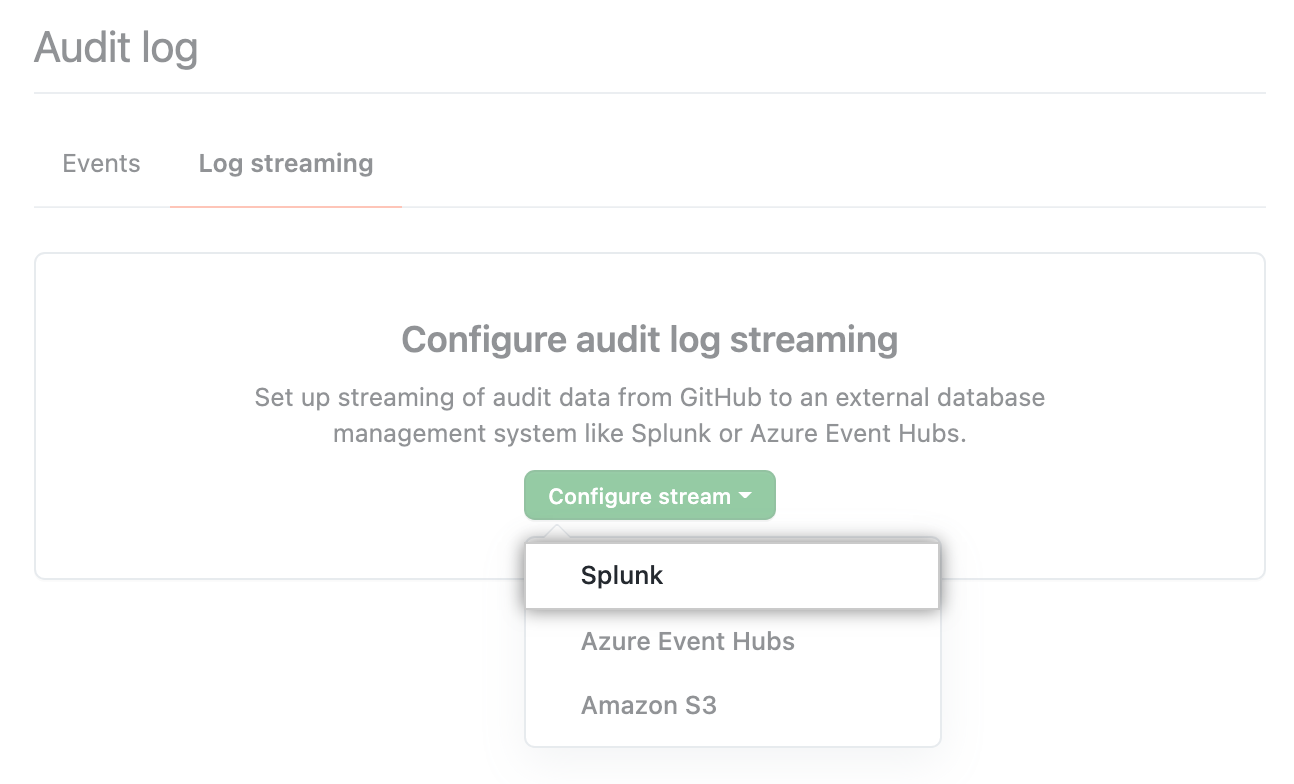 Audit log
Events
Log streaming
Configure audit log streaming
Set up streaming of audit data from GitHub to an external database
management system like Splunk or Azure Event Hubs.
Configure stream
Splunk
Azure Event Hubs
Amazon S3